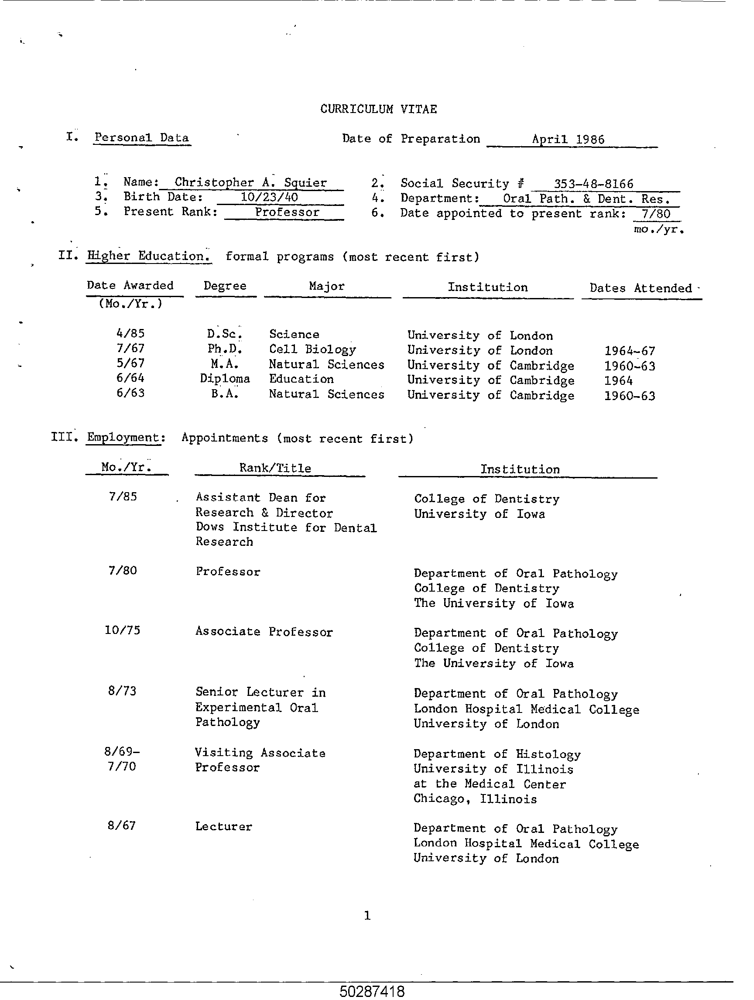 CURRICULUM VITAE
I. Personal Data Date of Preparation April 1986
1. Name: Christopher A. Squier 2. Social Security # 353-48-8166
3. Birth Date: 10/23/40 4. Department: Oral Path. & Dent. Res.
5. Present Rank: Professor 6. Date appointed to present rank: 7/80
mo./yr.
II. Higher Education. formal programs (most recent first)
Date Awarded Degree Major Institution Dates Attended
(Mo./Yr.)
4/85 D.Sc. Science University of London
7/67 Ph.D. Cell Biology University of London 1964-67
5/67 M.A. Natural Sciences University of Cambridge 1960-63
6/64 Diploma Education University of Cambridge 1964
6/63 B.A. Natural Sciences University of Cambridge 1960-63
III. Employment: Appointments (most recent first)
Mo./Yr. Rank/Title Institution
7/85 Assistant Dean for College of Dentistry
Research & Director University of Iowa
Dows Institute for Dental
Research
7/80 Professor Department of Oral Pathology
College of Dentistry
The University of Iowa
10/75 Associate Professor Department of Oral Pathology
College of Dentistry
The University of Iowa
8/73 Senior Lecturer in Department of Oral Pathology
Experimental Oral London Hospital Medical College
Pathology University of London
8/69- Visiting Associate Department of Histology
7/70 Professor University of Illinois
at the Medical Center
Chicago, Illinois
8/67 Lecturer Department of Oral Pathology
London Hospital Medical College
University of London
1
50287418